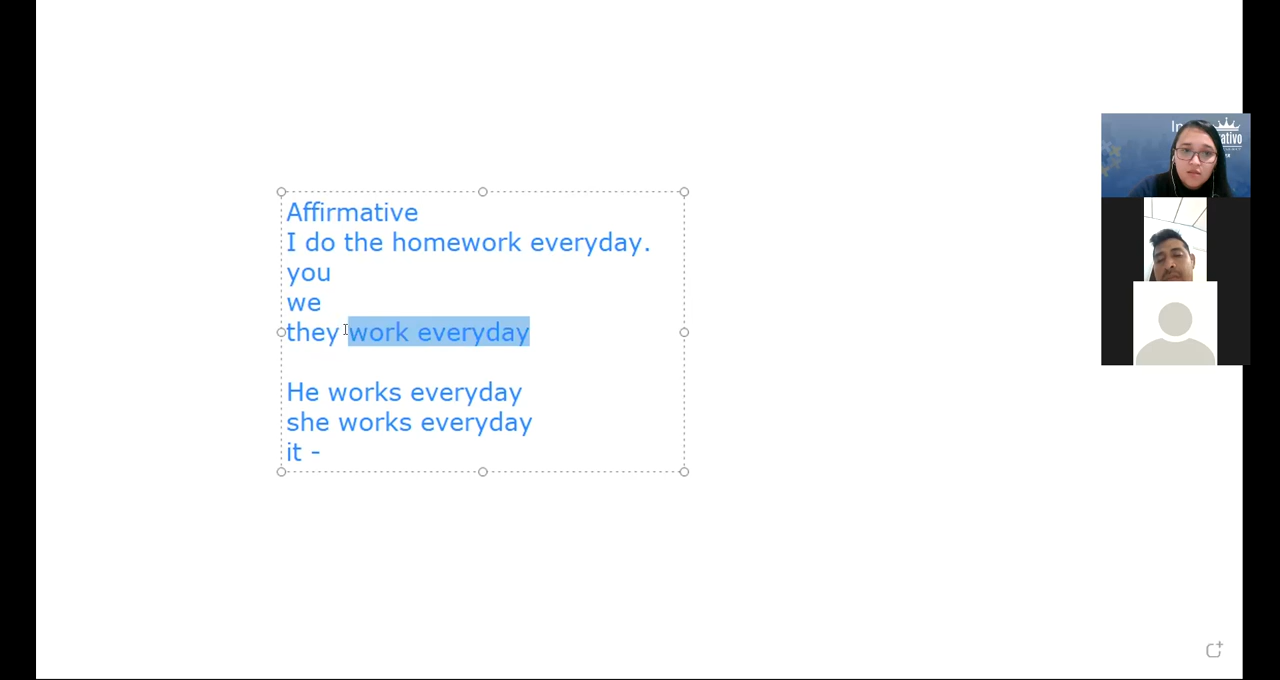 Affirmative
I do the homework everyday.
you
we
they work everyday
He works everyday
she works everyday
it -